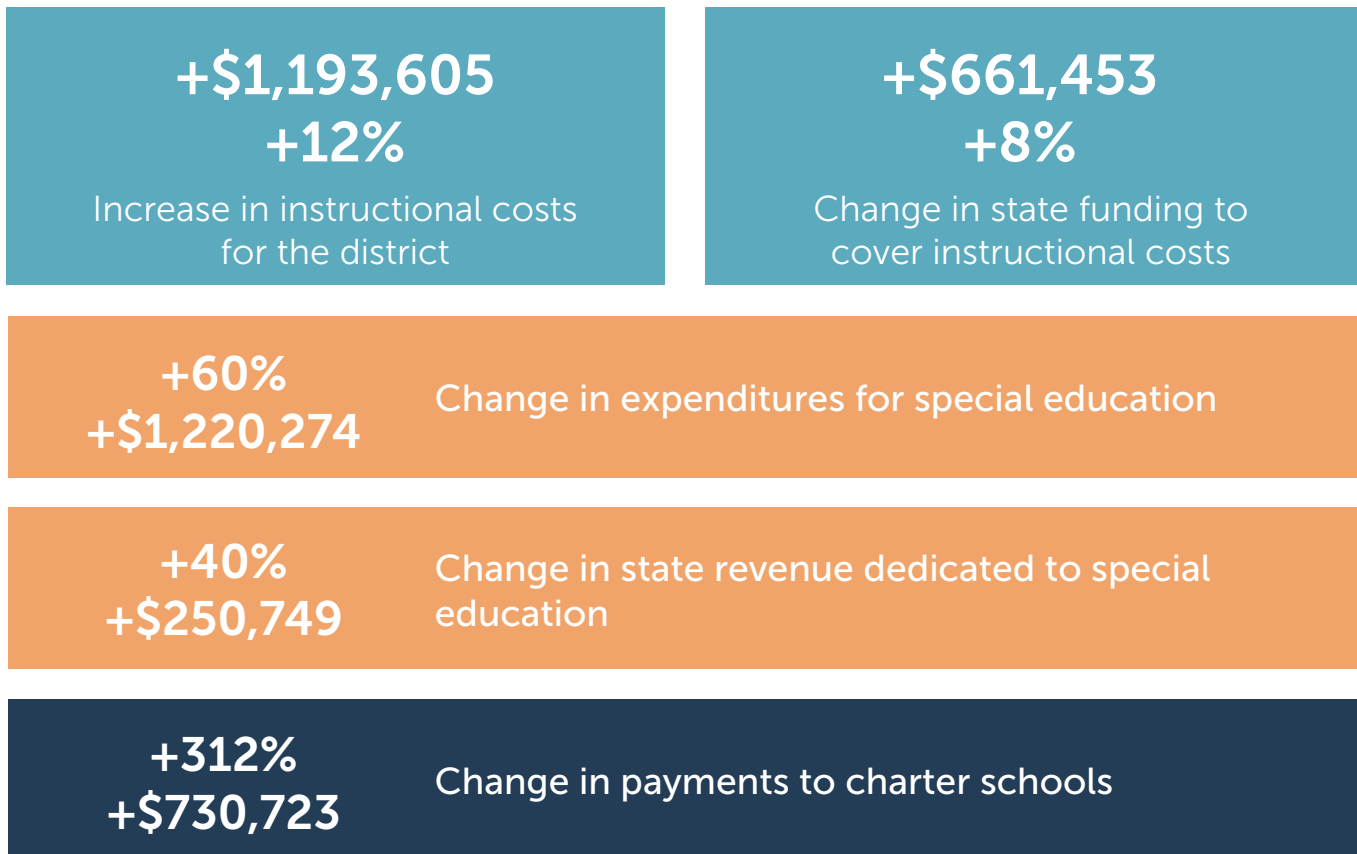 +$1,193,605
+12%
Increase in instructional costs
for the district
+$661,453
+8%
Change in state funding to
cover instructional costs
+60%
+$1,220,274
Change in expenditures for special education
+40%
+$250,749
Change in state revenue dedicated to special
education
+312%
+$730,723
Change in payments to charter schools